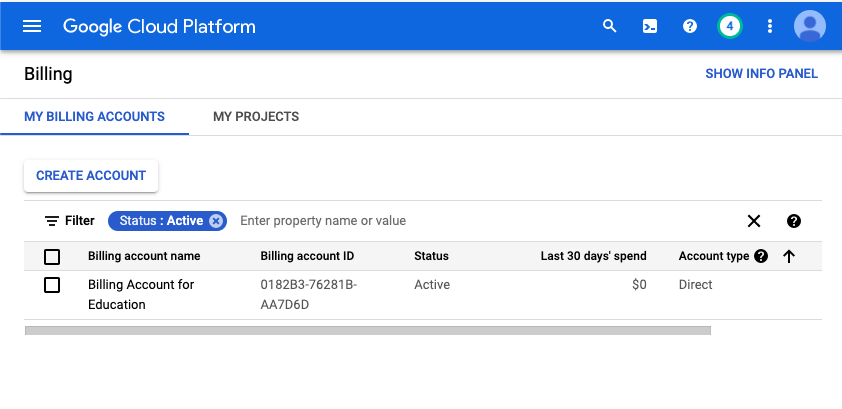 Google Cloud Platform
4
Billing
SHOW INFO PANEL
MY BILLING ACCOUNTS
MY PROJECTS
CREATE ACCOUNT
Filter Status : Active Enter property name or value
Billing account name Billing account ID Status Last 30 days' spend Account type
Billing Account for 0182B3-76281B- Active $0 Direct
Education AA7D6D